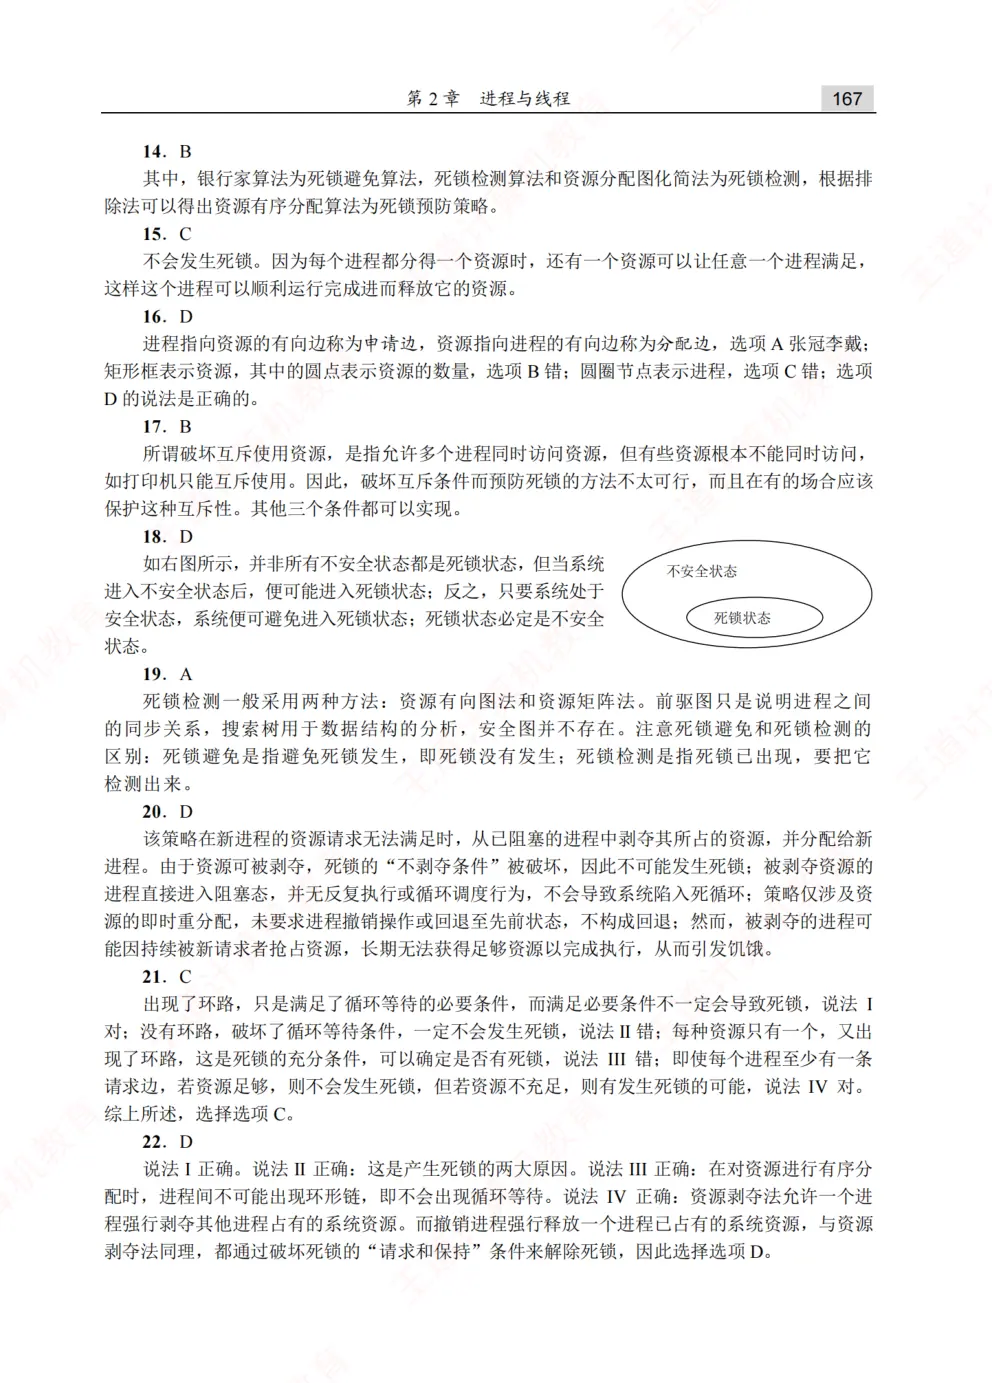 第 2 章　进程与线程　167
14．B
其中，银行家算法为死锁避免算法，死锁检测算法和资源分配图化简法为死锁检测，根据排
除法可以得出资源有序分配算法为死锁预防策略。
15．C
不会发生死锁。因为每个进程都分得一个资源时，还有一个资源可以让任意一个进程满足，
这样这个进程可以顺利运行完成进而释放它的资源。
16．D
进程指向资源的有向边称为申请边，资源指向进程的有向边称为分配边，选项 A 张冠李戴；
矩形框表示资源，其中的圆点表示资源的数量，选项 B 错；圆圈节点表示进程，选项 C 错；选项
D 的说法是正确的。
17．B
所谓破坏互斥使用资源，是指允许多个进程同时访问资源，但有些资源根本不能同时访问，
如打印机只能互斥使用。因此，破坏互斥条件而预防死锁的方法不太可行，而且在有的场合应该
保护这种互斥性。其他三个条件都可以实现。
18．D
如右图所示，并非所有不安全状态都是死锁状态，但当系统
进入不安全状态后，便可能进入死锁状态；反之，只要系统处于
安全状态，系统便可避免进入死锁状态；死锁状态必定是不安全
状态。
不安全状态
死锁状态
19．A
死锁检测一般采用两种方法：资源有向图法和资源矩阵法。前驱图只是说明进程之间
的同步关系，搜索树用于数据结构的分析，安全图并不存在。注意死锁避免和死锁检测的
区别：死锁避免是指避免死锁发生，即死锁没有发生；死锁检测是指死锁已出现，要把它
检测出来。
20．D
该策略在新进程的资源请求无法满足时，从已阻塞的进程中剥夺其所占的资源，并分配给新
进程。由于资源可被剥夺，死锁的“不剥夺条件”被破坏，因此不可能发生死锁；被剥夺资源的
进程直接进入阻塞态，并无反复执行或循环调度行为，不会导致系统陷入死循环；策略仅涉及资
源的即时重分配，未要求进程撤销操作或回退至先前状态，不构成回退；然而，被剥夺的进程可
能因持续被新请求者抢占资源，长期无法获得足够资源以完成执行，从而引发饥饿。
21．C
出现了环路，只是满足了循环等待的必要条件，而满足必要条件不一定会导致死锁，说法 I
对；没有环路，破坏了循环等待条件，一定不会发生死锁，说法 II 错；每种资源只有一个，又出
现了环路，这是死锁的充分条件，可以确定是否有死锁，说法 III 错；即使每个进程至少有一条
请求边，若资源足够，则不会发生死锁，但若资源不充足，则有发生死锁的可能，说法 IV 对。
综上所述，选择选项 C。
22．D
说法 I 正确。说法 II 正确：这是产生死锁的两大原因。说法 III 正确：在对资源进行有序分
配时，进程间不可能出现环形链，即不会出现循环等待。说法 IV 正确：资源剥夺法允许一个进
程强行剥夺其他进程占有的系统资源。而撤销进程强行释放一个进程已占有的系统资源，与资源
剥夺法同理，都通过破坏死锁的“请求和保持”条件来解除死锁，因此选择选项 D。